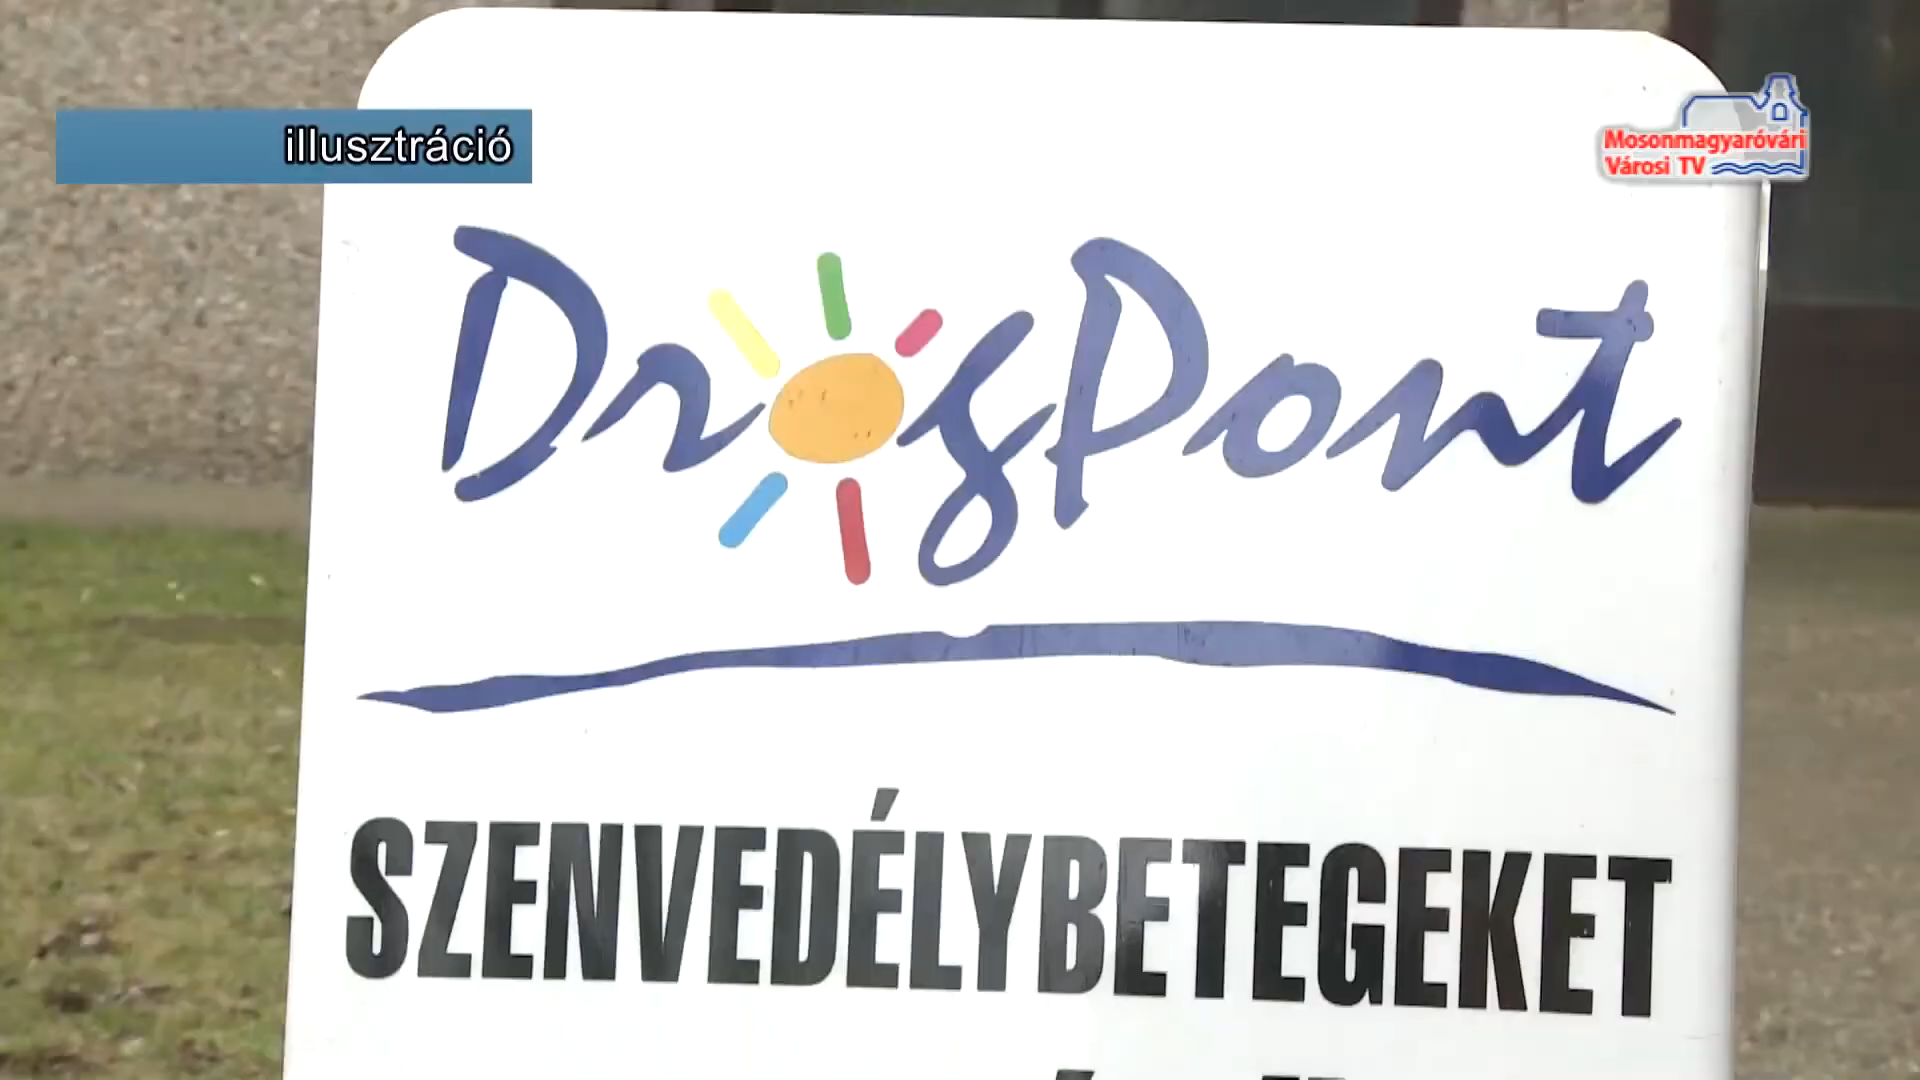 illusztráció
Mosonmagyaróvári
Városi TV
DrogPont
SZENVEDÉLYBETEGEKET